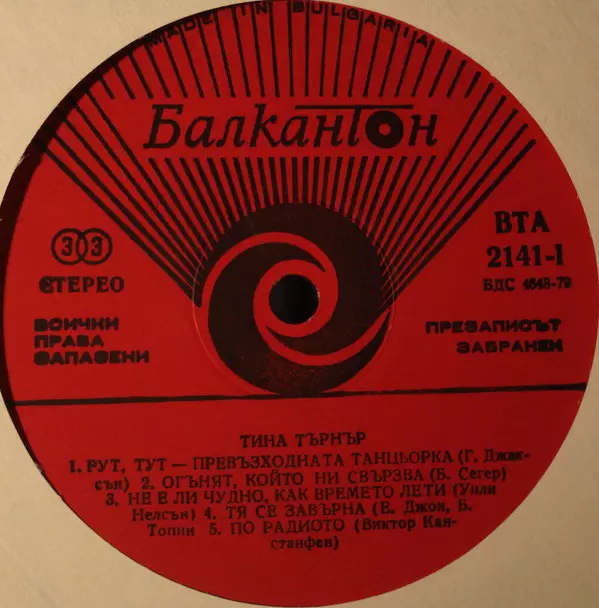 MADE IN BULGARIA
Балкантон
33
СТЕРЕО
ВТА
2141-I
БДС 4648-79
ВСИЧКИ
ПРАВА
ЗАПАЗЕНИ
ПРЕЗАПИСЪТ
ЗАБРАНЕН
ТИНА ТЪРНЪР
1. РУТ, ТУТ — ПРЕВЪЗХОДНАТА ТАНЦЬОРКА (Г. Джак-
сън) 2. ОГЪНЯТ, КОЙТО НИ СВЪРЗВА (Б. Сегер)
3. НЕ Е ЛИ ЧУДНО, КАК ВРЕМЕТО ЛЕТИ (Уили
Нелсън) 4. ТЯ СЕ ЗАВЪРНА (Е. Джон, Б.
Топин 5. ПО РАДИОТО (Виктор Кан-
станфен)